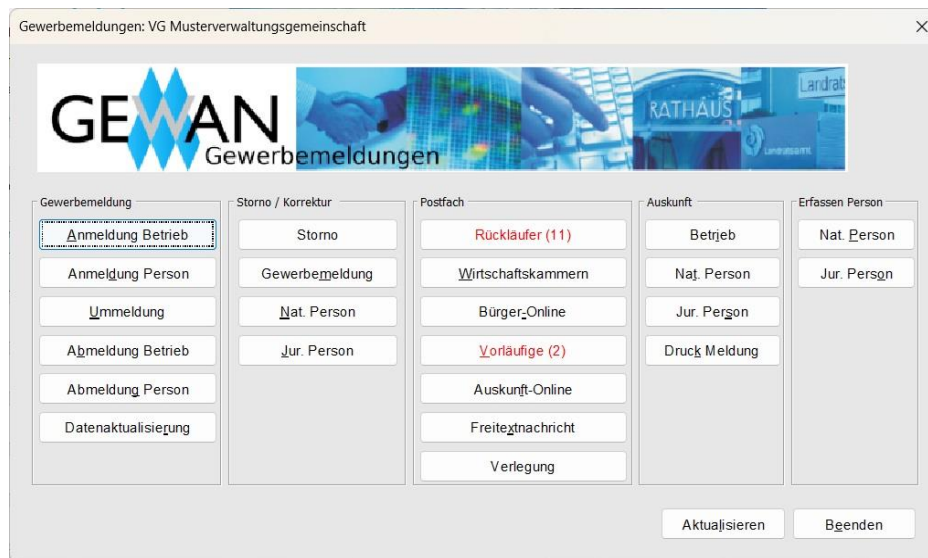 Gewerbemeldungen: VG Musterverwaltungsgemeinschaft
GEWAN
Gewerbemeldungen
RATHAUS
Landrats
Gewerbemeldung
Anmeldung Betrieb
Anmeldung Person
Ummeldung
Abmeldung Betrieb
Abmeldung Person
Datenaktualisierung
Storno / Korrektur
Storno
Gewerbemeldung
Nat. Person
Jur. Person
Postfach
Rückläufer (11)
Wirtschaftskammern
Bürger-Online
Vorläufige (2)
Auskunft-Online
Freitextnachricht
Verlegung
Auskunft
Betrieb
Nat. Person
Jur. Person
Druck Meldung
Erfassen Person
Nat. Person
Jur. Person
Aktualisieren
Beenden